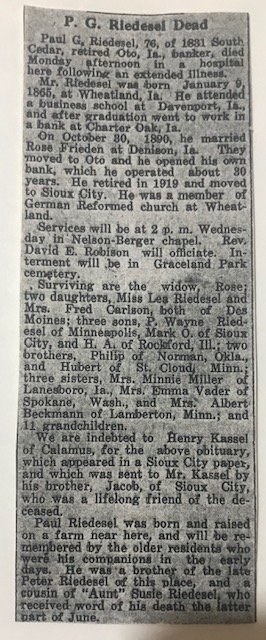 P. G. Riedesel Dead
Paul G. Riedesel, 76, of 1831 South
Cedar, retired Oto, Ia., banker, died
Monday afternoon in a hospital
here following an extended illness.
Mr. Riedesel was born January 9,
1865, at Wheatland, Ia. He attended
a business school at Davenport, Ia.,
and after graduation went to work in
a bank at Charter Oak, Ia.
On October 30, 1890, he married
Rose Frieden at Denison, Ia. They
moved to Oto and he opened his own
bank, which he operated about 30
years. He retired in 1919 and moved
to Sioux City. He was a member of
German Reformed church at Wheat-
land.
Services will be at 2 p. m. Wednes-
day in Nelson-Berger chapel. Rev.
David E. Robison will officiate. In-
terment will be in Graceland Park
cemetery.
Surviving are the widow, Rose;
two daughters, Miss Lea Riedesel and
Mrs. Fred Carlson, both of Des
Moines; three sons, P. Wayne Ried-
esel of Minneapolis, Mark O. of Sioux
City, and H. A. of Rockford, Ill.; two
brothers, Philip of Norman, Okla.,
and Hubert of St. Cloud, Minn.;
three sisters, Mrs. Minnie Miller of
Lanesboro, Ia., Mrs. Emma Vader of
Spokane, Wash., and Mrs. Albert
Beckmann of Lamberton, Minn.; and
11 grandchildren.
We are indebted to Henry Kassel
of Calamus, for the above obituary,
which appeared in a Sioux City paper,
and which was sent to Mr. Kassel by
his brother, Jacob, of Sioux City,
who was a lifelong friend of the de-
ceased.
Paul Riedesel was born and raised
on a farm near here, and will be re-
membered by the older residents who
were his companions in the early
days. He was a brother of the late
Peter Riedesel of this place, and a
cousin of "Aunt" Susie Riedesel, who
received word of his death the latter
part of June.